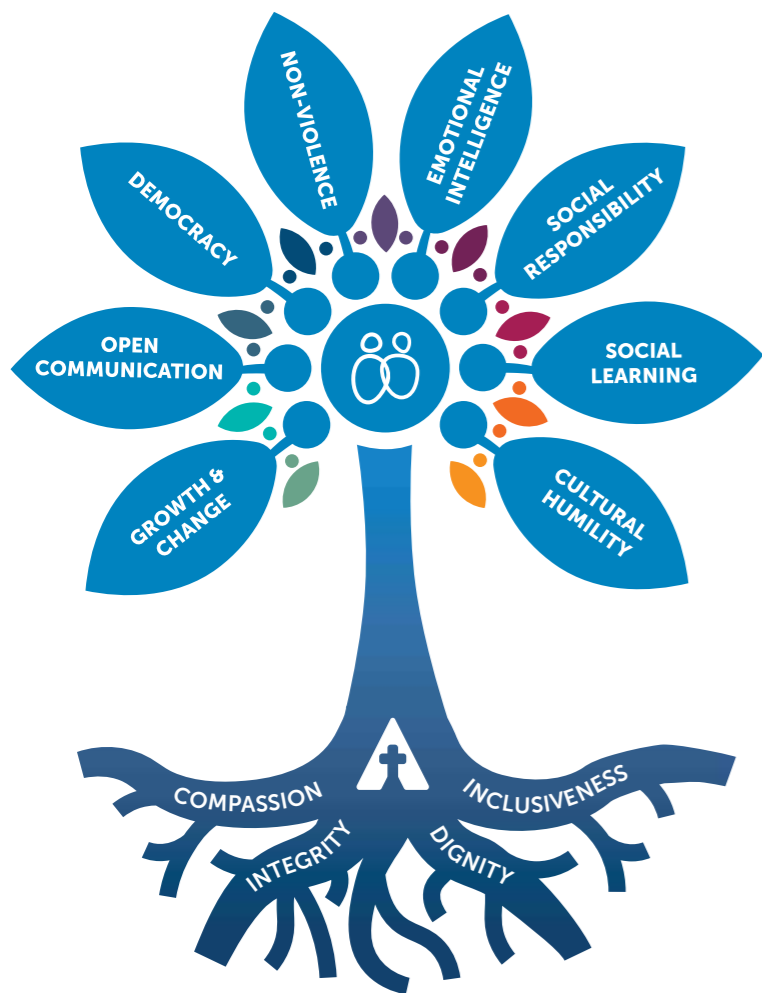 NON-VIOLENCE
EMOTIONAL
INTELLIGENCE
DEMOCRACY
SOCIAL
RESPONSIBILITY
OPEN
COMMUNICATION
SOCIAL
LEARNING
GROWTH &
CHANGE
CULTURAL
HUMILITY
COMPASSION
INCLUSIVENESS
INTEGRITY
DIGNITY